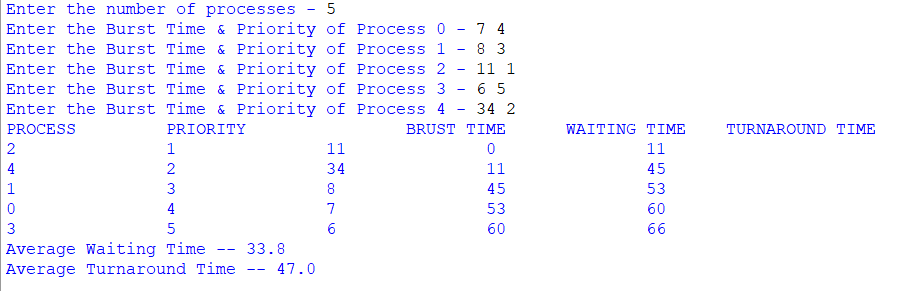 Enter the number of processes - 5
Enter the Burst Time & Priority of Process 0 - 7 4
Enter the Burst Time & Priority of Process 1 - 8 3
Enter the Burst Time & Priority of Process 2 - 11 1
Enter the Burst Time & Priority of Process 3 - 6 5
Enter the Burst Time & Priority of Process 4 - 34 2
PROCESS PRIORITY BRUST TIME WAITING TIME TURNAROUND TIME
2 1 11 0 11
4 2 34 11 45
1 3 8 45 53
0 4 7 53 60
3 5 6 60 66
Average Waiting Time -- 33.8
Average Turnaround Time -- 47.0